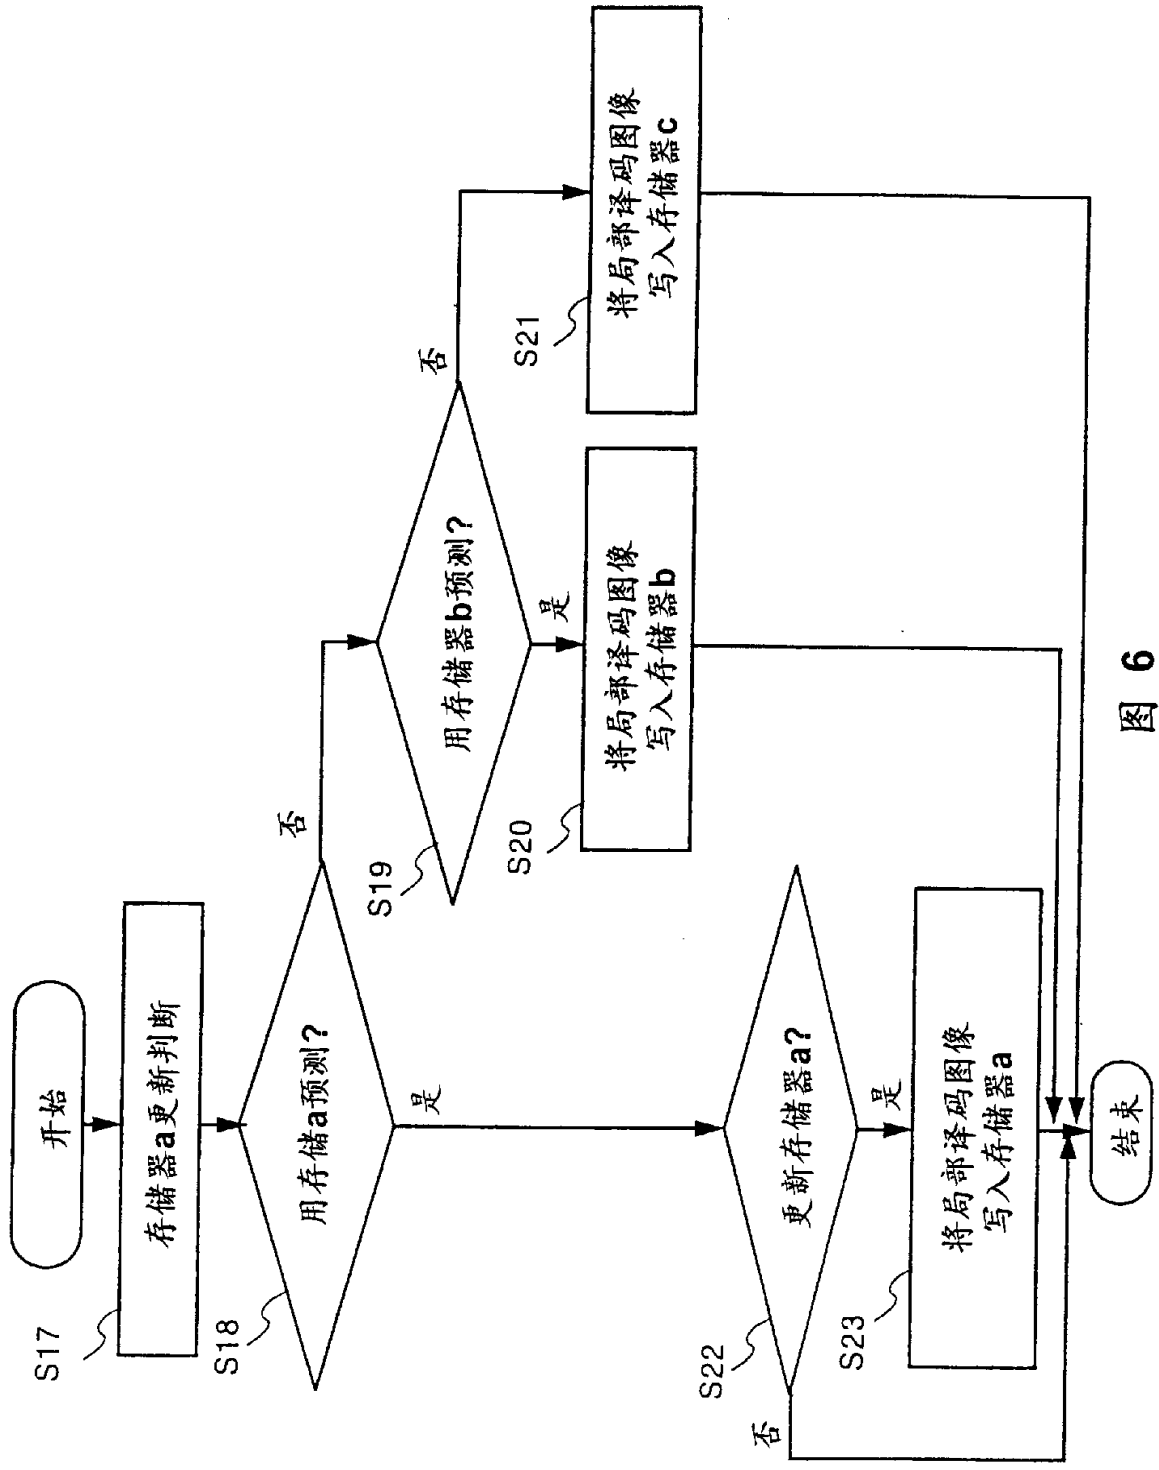 开始
S17
存储器a更新判断
S18
用存储a预测?
否
是
S19
用存储器b预测?
否
是
S20
将局部译码图像
写入存储器b
S21
将局部译码图像
写入存储器c
S22
更新存储器a?
否
是
S23
将局部译码图像
写入存储器a
结束
图 6